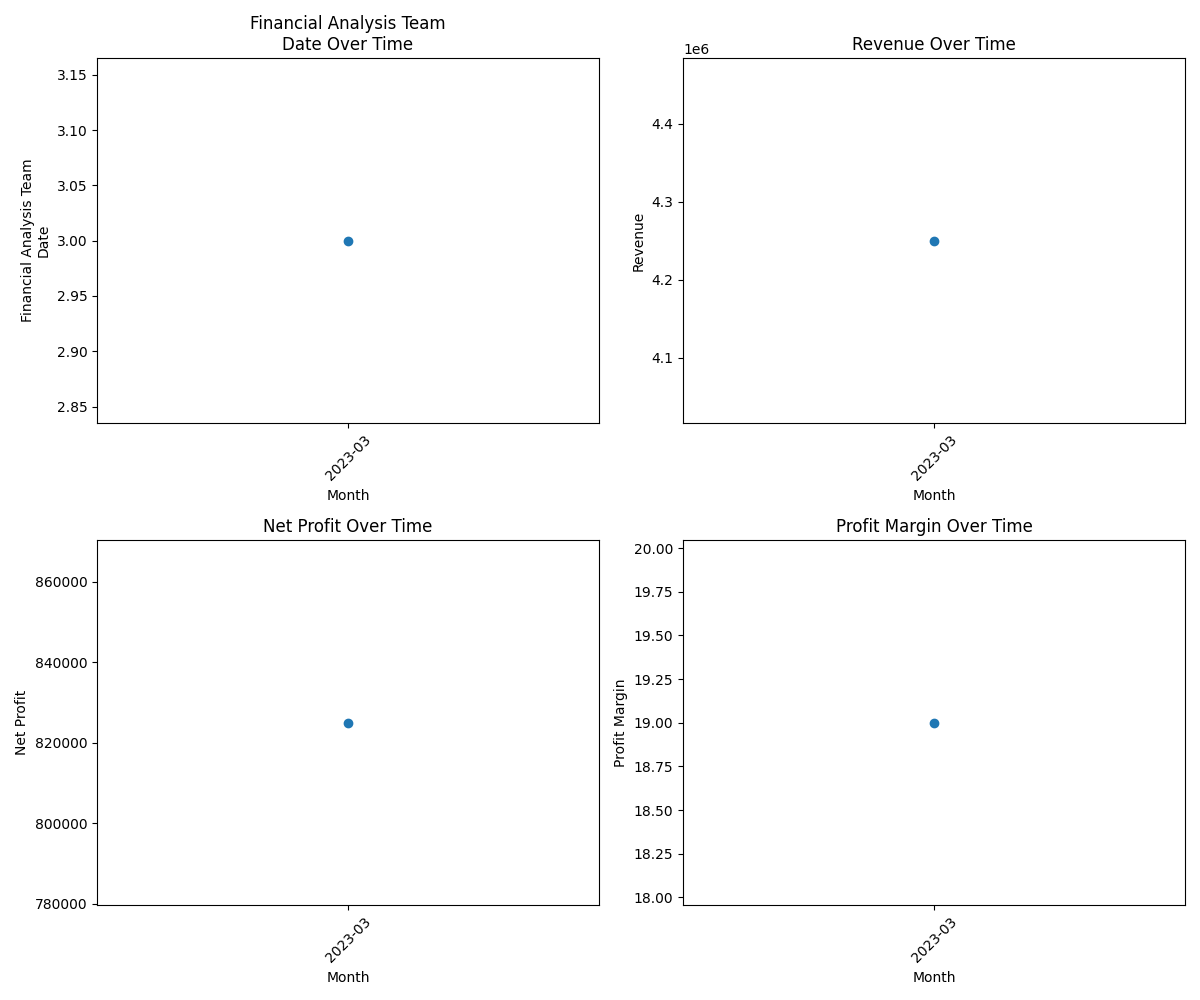 Financial Analysis Team
Date Over Time
3.15
3.10
3.05
3.00
2.95
2.90
2.85
Financial Analysis Team
Date
2023-03
Month
Revenue Over Time
1e6
4.4
4.3
4.2
4.1
Revenue
2023-03
Month
Net Profit Over Time
860000
840000
820000
800000
780000
Net Profit
2023-03
Month
Profit Margin Over Time
20.00
19.75
19.50
19.25
19.00
18.75
18.50
18.25
18.00
Profit Margin
2023-03
Month